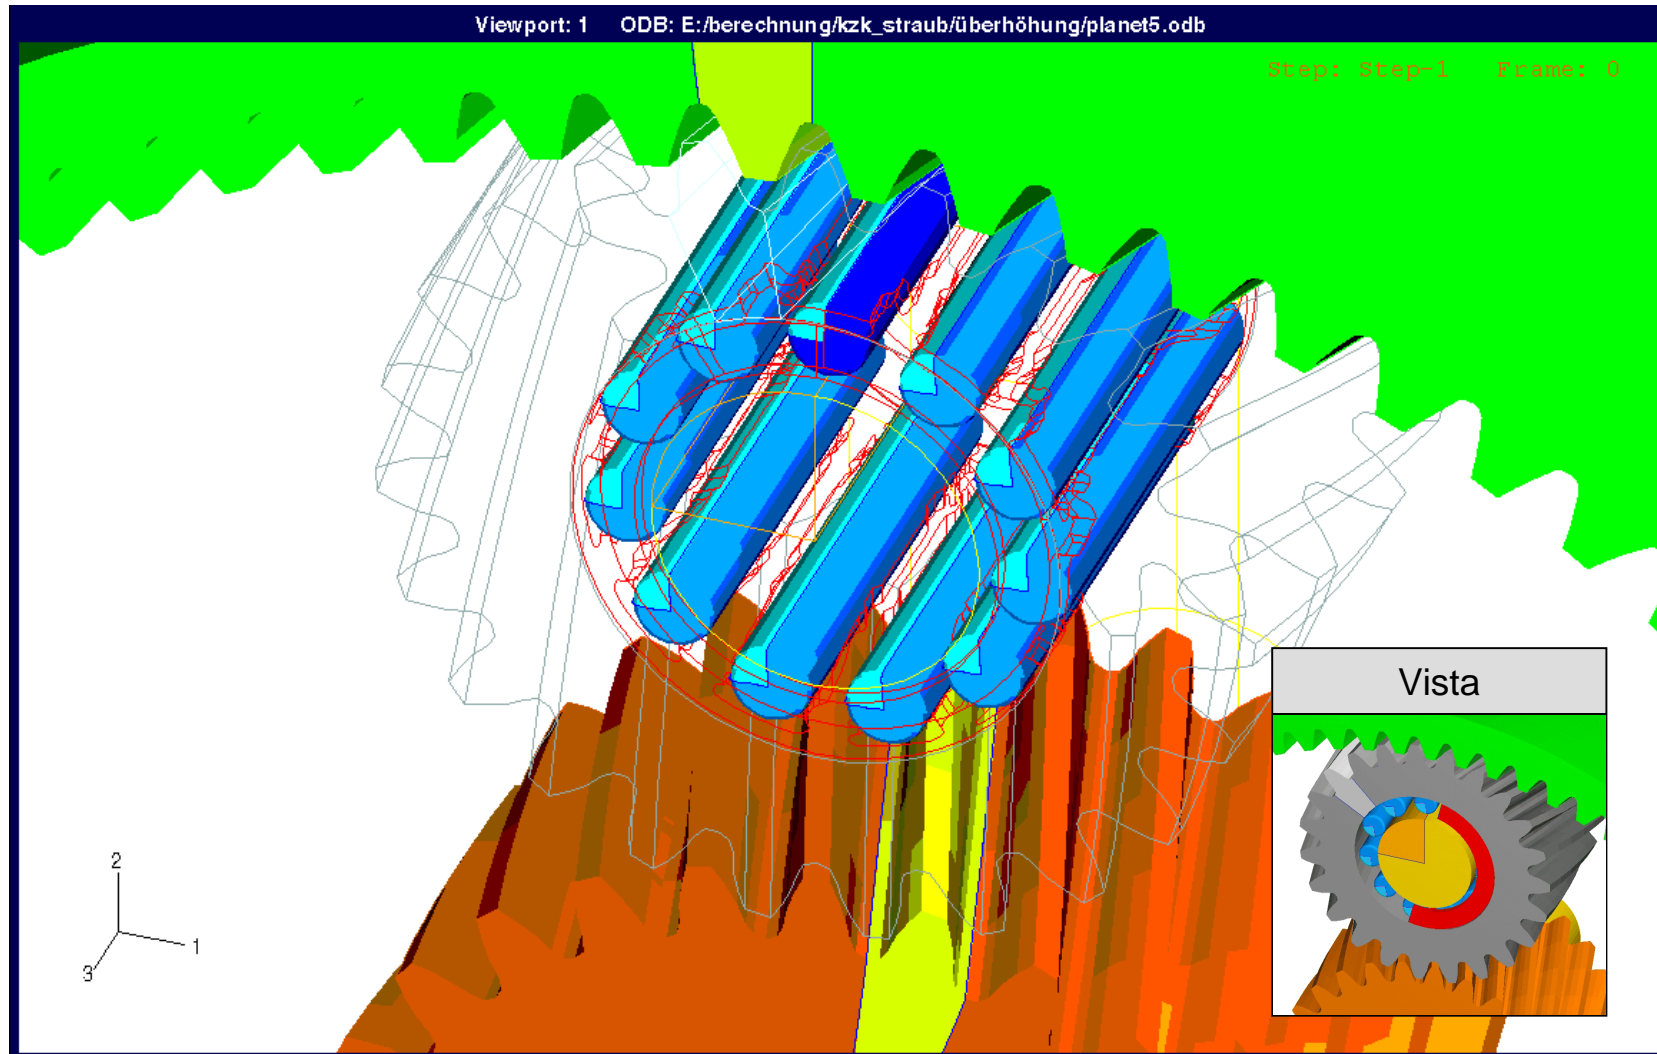 Viewport: 1 ODB: E:/berechnung/kzk_straub/überhöhung/planet5.odb
Step: Step-1 Frame: 0
Vista
2
1
3